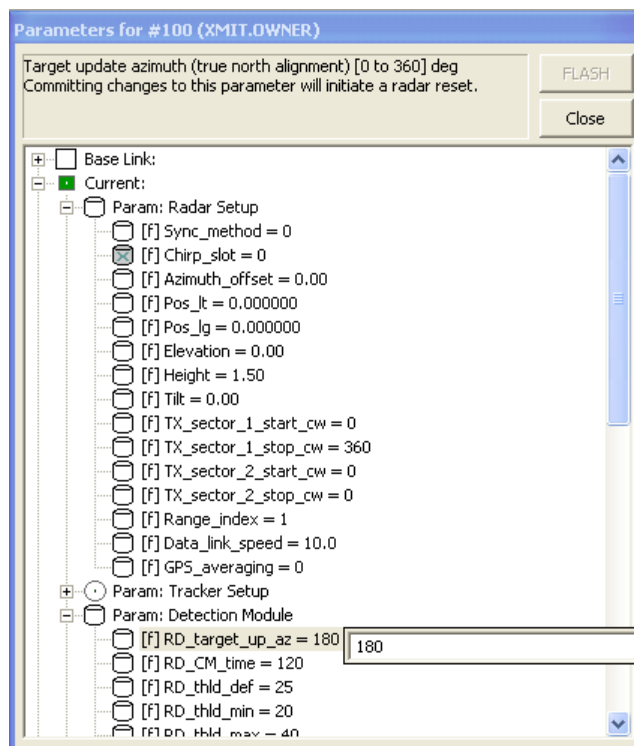 Parameters for #100 (XMIT.OWNER)
Target update azimuth (true north alignment) [0 to 360] deg
Committing changes to this parameter will initiate a radar reset.
FLASH
Close
Base Link:
Current:
Param: Radar Setup
[f] Sync_method = 0
[f] Chirp_slot = 0
[f] Azimuth_offset = 0.00
[f] Pos_lt = 0.000000
[f] Pos_lg = 0.000000
[f] Elevation = 0.00
[f] Height = 1.50
[f] Tilt = 0.00
[f] TX_sector_1_start_cw = 0
[f] TX_sector_1_stop_cw = 360
[f] TX_sector_2_start_cw = 0
[f] TX_sector_2_stop_cw = 0
[f] Range_index = 1
[f] Data_link_speed = 10.0
[f] GPS_averaging = 0
Param: Tracker Setup
Param: Detection Module
[f] RD_target_up_az = 180 180
[f] RD_CM_time = 120
[f] RD_thld_def = 25
[f] RD_thld_min = 20
[f] RD_thld_max = 40